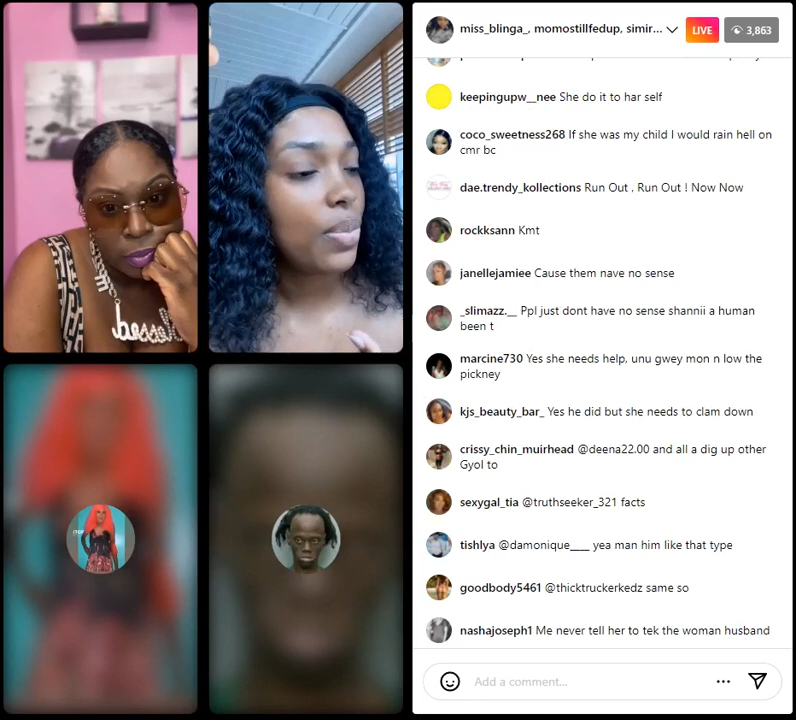 miss_blinga_, momostillfedup, simir...
LIVE
3,863
keepingupw__nee She do it to har self
coco_sweetness268 If she was my child I would rain hell on
cmr bc
dae.trendy_kollections Run Out , Run Out ! Now Now
rockksann Kmt
janellejamiee Cause them nave no sense
_slimazz.__ Ppl just dont have no sense shannii a human
been t
marcine730 Yes she needs help, unu gwey mon n low the
pickney
kjs_beauty_bar_ Yes he did but she needs to clam down
crissy_chin_muirhead @deena22.00 and all a dig up other
Gyol to
sexygal_tia @truthseeker_321 facts
tishlya @damonique____ yea man him like that type
goodbody5461 @thicktruckerkedz same so
nashajoseph1 Me never tell her to tek the woman husband
Add a comment...